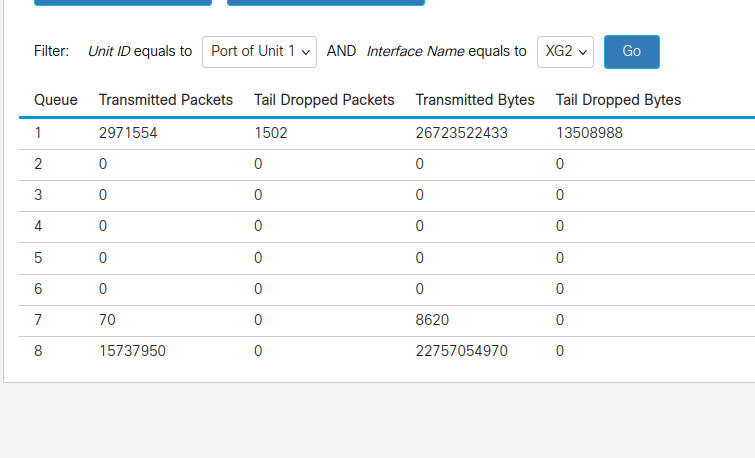 Filter: Unit ID equals to Port of Unit 1 AND Interface Name equals to XG2 Go
Queue Transmitted Packets Tail Dropped Packets Transmitted Bytes Tail Dropped Bytes
1 2971554 1502 26723522433 13508988
2 0 0 0 0
3 0 0 0 0
4 0 0 0 0
5 0 0 0 0
6 0 0 0 0
7 70 0 8620 0
8 15737950 0 22757054970 0